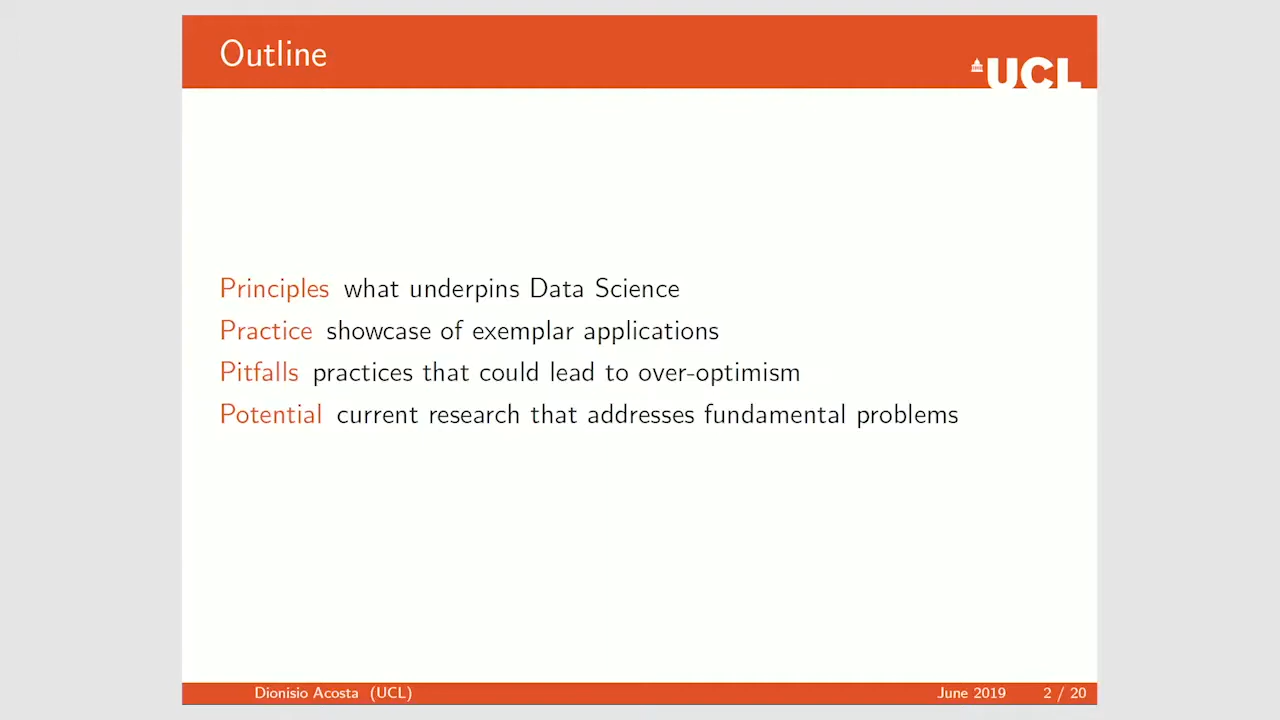 Outline
UCL
Principles what underpins Data Science
Practice showcase of exemplar applications
Pitfalls practices that could lead to over-optimism
Potential current research that addresses fundamental problems
Dionisio Acosta (UCL) June 2019 2 / 20